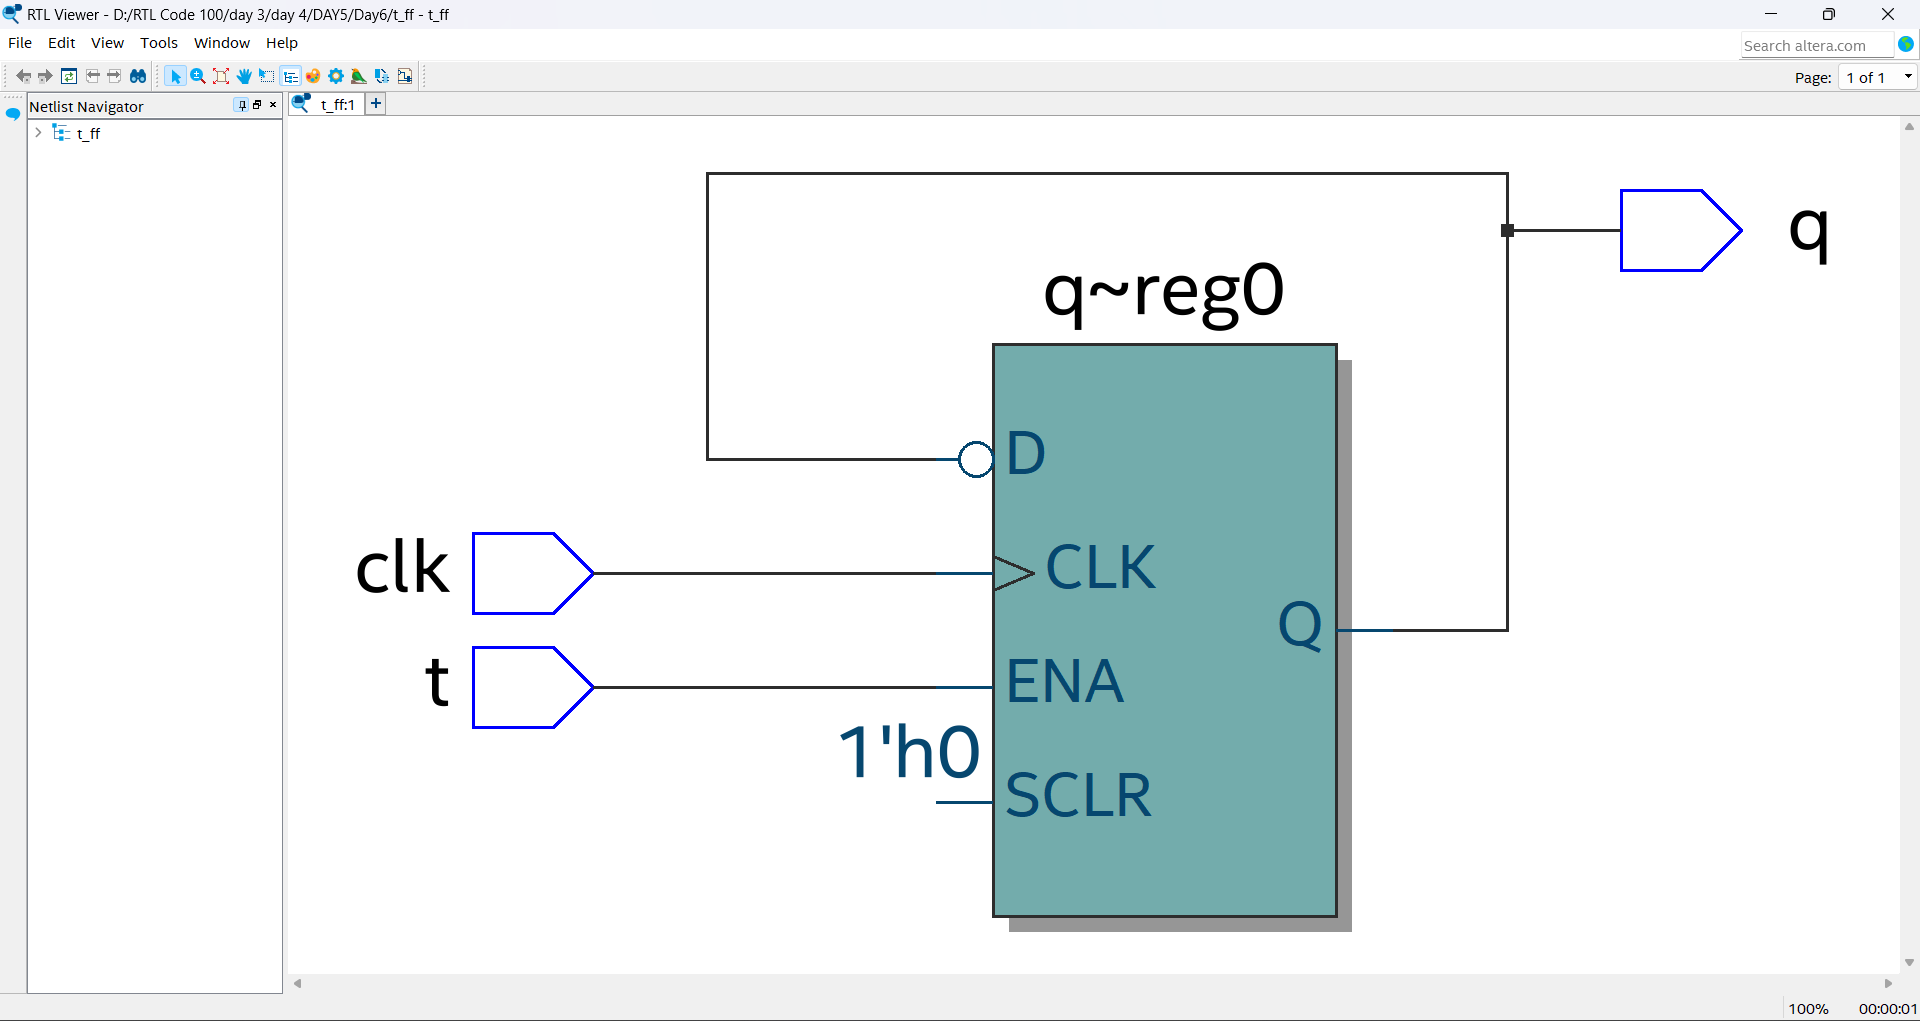 RTL Viewer - D:/RTL Code 100/day 3/day 4/DAY5/Day6/t_ff - t_ff
File Edit View Tools Window Help
Search altera.com
Page: 1 of 1
Netlist Navigator
t_ff:1
t_ff
q
q~reg0
D
clk
CLK
Q
t
ENA
1'h0
SCLR
100% 00:00:01